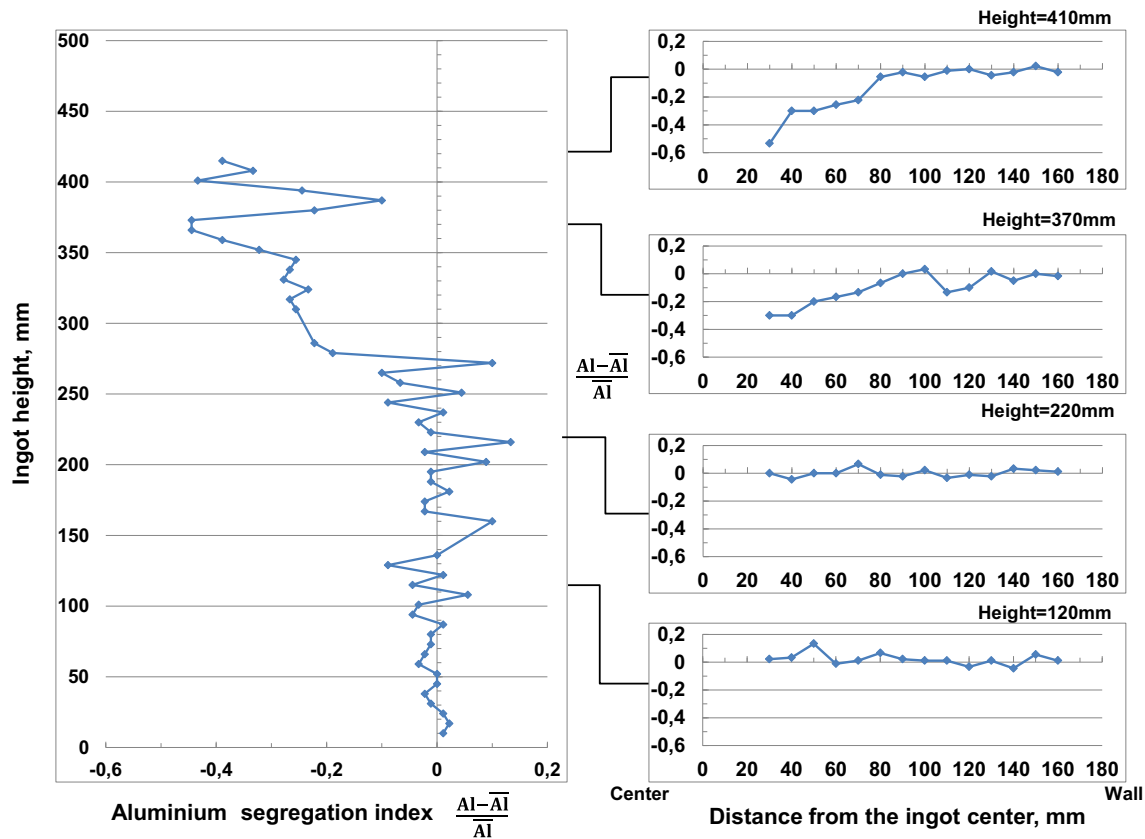 500
450
400
350
300
250
200
150
100
50
0
-0,6 -0,4 -0,2 0 0,2
Ingot height, mm
Aluminium segregation index (Al-A̅l̅)/A̅l̅
(Al-A̅l̅)/A̅l̅
Height=410mm
0,2
0
-0,2
-0,4
-0,6
0 20 40 60 80 100 120 140 160 180
Height=370mm
0,2
0
-0,2
-0,4
-0,6
0 20 40 60 80 100 120 140 160 180
Height=220mm
0,2
0
-0,2
-0,4
-0,6
0 20 40 60 80 100 120 140 160 180
Height=120mm
0,2
0
-0,2
-0,4
-0,6
0 20 40 60 80 100 120 140 160 180
Center Wall
Distance from the ingot center, mm